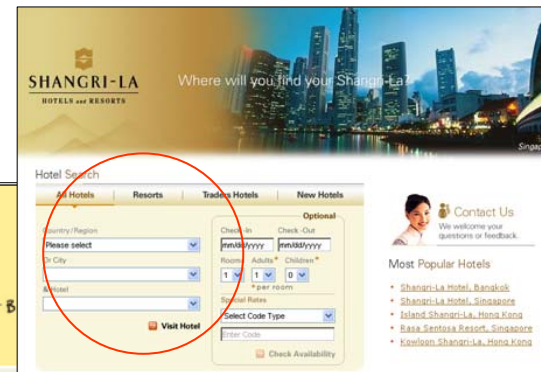 SHANGRI-LA
HOTELS and RESORTS
Where will you find your Shangri-La?
Hotel Search
All Hotels Resorts Traders Hotels New Hotels
Optional
Country/Region
Please select
Or City
& Hotel
Visit Hotel
Check-In Check-Out
mm/dd/yyyy mm/dd/yyyy
Rooms Adults* Children*
1 1 0
*per room
Special Rates
Select Code Type
Enter Code
Check Availability
Contact Us
We welcome your
questions or feedback.
Most Popular Hotels
Shangri-La Hotel, Bangkok
Shangri-La Hotel, Singapore
Island Shangri-La, Hong Kong
Rasa Sentosa Resort, Singapore
Kowloon Shangri-La, Hong Kong